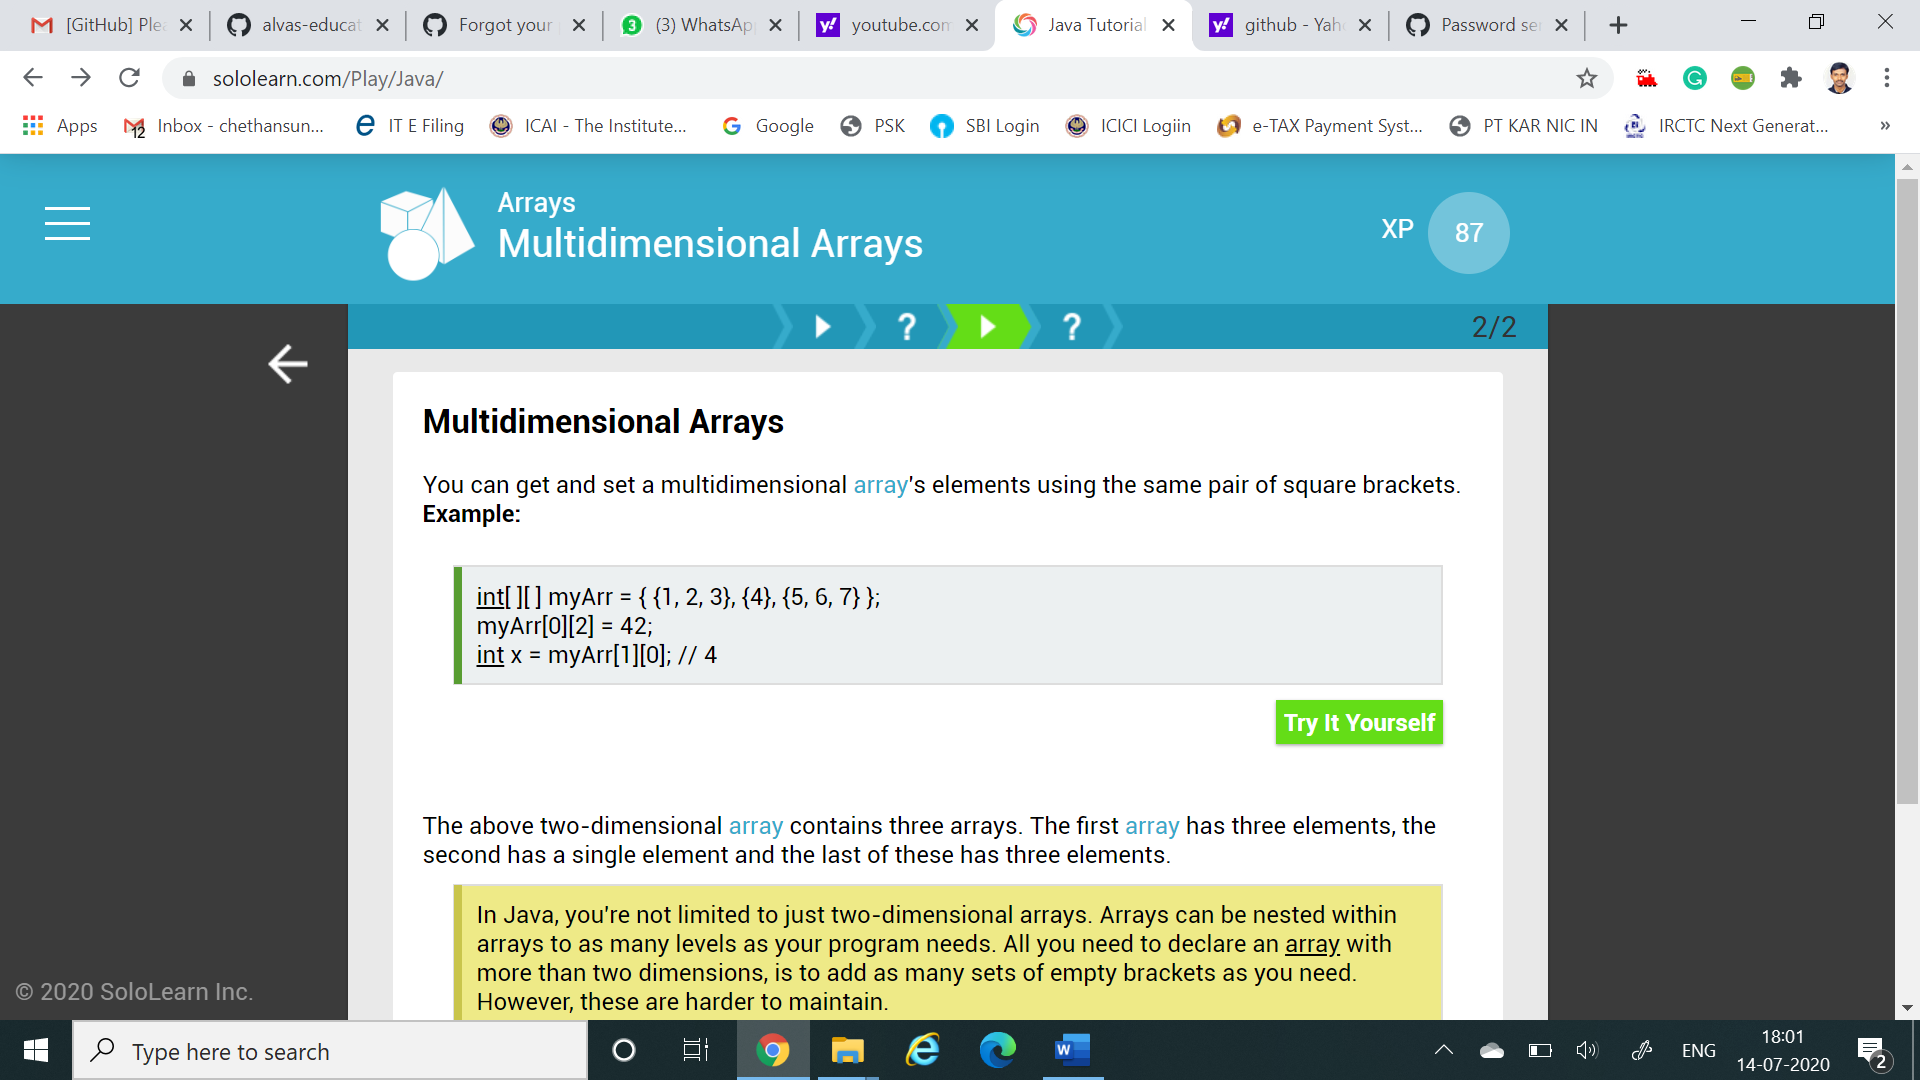 [GitHub] Plea
alvas-educat
Forgot your
(3) WhatsApp
youtube.com
Java Tutorial
github - Yah
Password se
sololearn.com/Play/Java/
Apps
12
Inbox - chethansun...
IT E Filing
ICAI - The Institute...
Google
PSK
SBI Login
ICICI Logiin
e-TAX Payment Syst...
PT KAR NIC IN
IRCTC Next Generat...
»
Arrays
Multidimensional Arrays
XP 87
2/2
Multidimensional Arrays
You can get and set a multidimensional array's elements using the same pair of square brackets.
Example:
int[ ][ ] myArr = { {1, 2, 3}, {4}, {5, 6, 7} };
myArr[0][2] = 42;
int x = myArr[1][0]; // 4
Try It Yourself
The above two-dimensional array contains three arrays. The first array has three elements, the
second has a single element and the last of these has three elements.
In Java, you're not limited to just two-dimensional arrays. Arrays can be nested within
arrays to as many levels as your program needs. All you need to declare an array with
more than two dimensions, is to add as many sets of empty brackets as you need.
However, these are harder to maintain.
© 2020 SoloLearn Inc.
Type here to search
ENG
18:01
14-07-2020
2